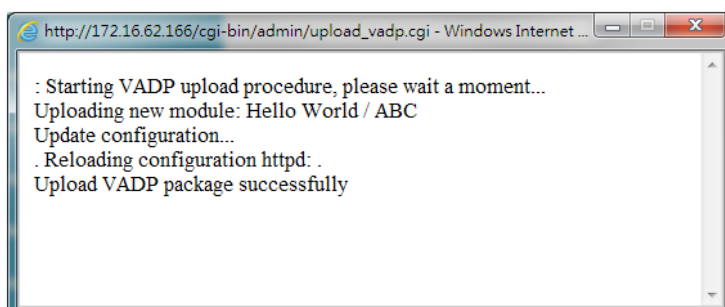 http://172.16.62.166/cgi-bin/admin/upload_vadp.cgi - Windows Internet ...
: Starting VADP upload procedure, please wait a moment...
Uploading new module: Hello World / ABC
Update configuration...
. Reloading configuration httpd: .
Upload VADP package successfully